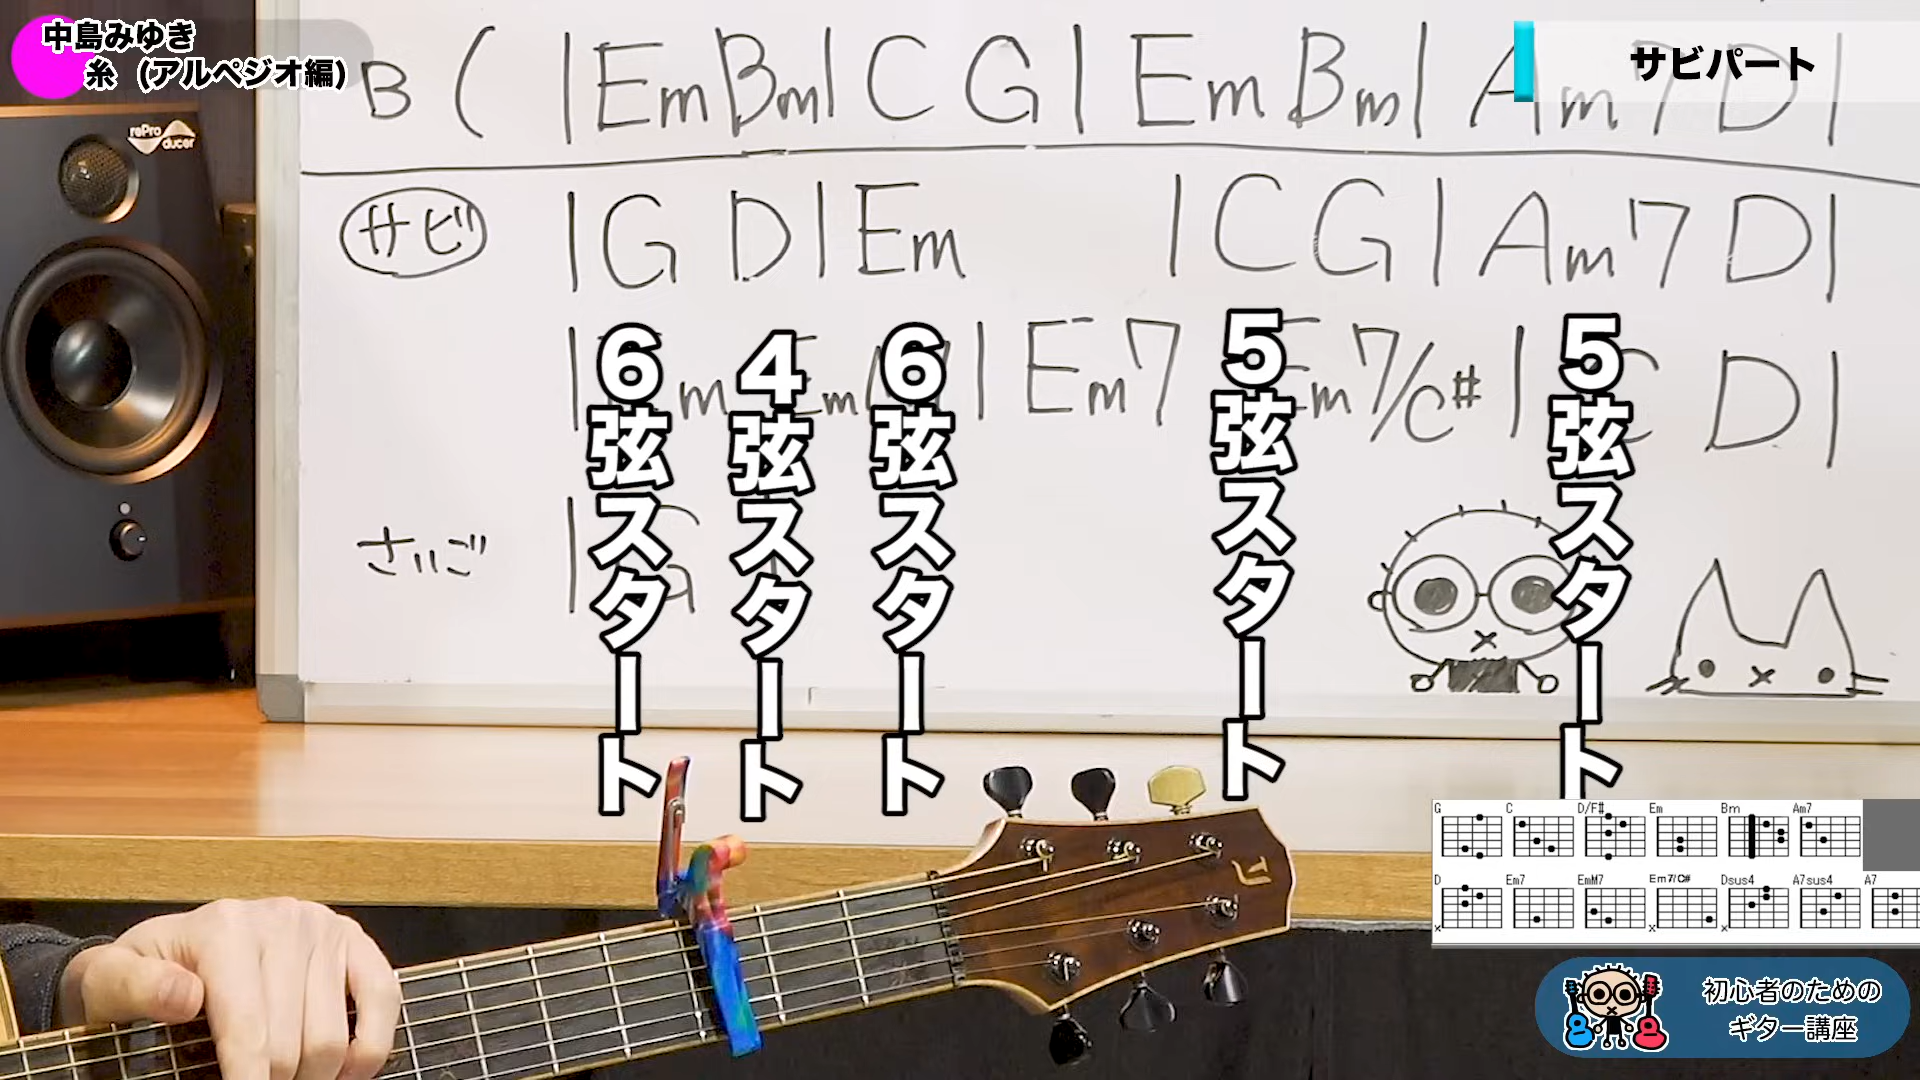 中島みゆき
糸 (アルペジオ編)
サビパート
rePro
ducer
B ( | Em Bm | C G | Em Bm | Am7 D |
サビ | G D | Em | C G | Am7 D |
| Em7 Em7/C# | C D |
さいご | G
6弦スタート
4弦スタート
6弦スタート
5弦スタート
5弦スタート
G C D/F# Em Bm Am7
D Em7 EmM7 Em7/C# Dsus4 A7sus4 A7
初心者のための
ギター講座